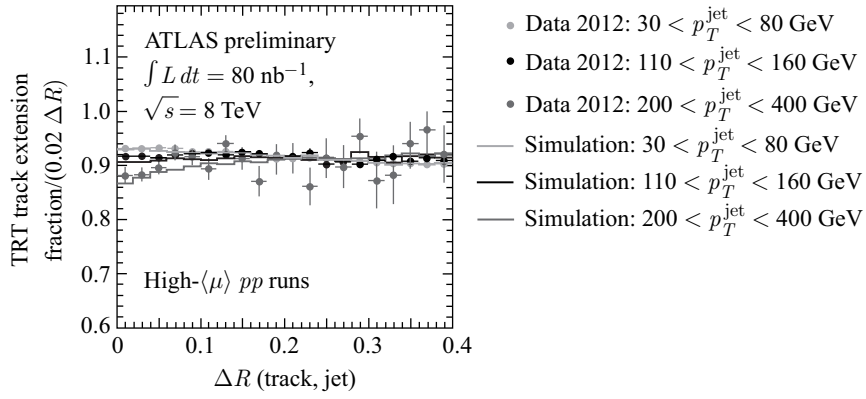 TRT track extension
fraction/(0.02 ΔR)
1.1
1.0
0.9
0.8
0.7
0.6
ATLAS preliminary
∫ L dt = 80 nb⁻¹,
√s = 8 TeV
High-⟨μ⟩ pp runs
0 0.1 0.2 0.3 0.4
ΔR (track, jet)
Data 2012: 30 < p_T^jet < 80 GeV
Data 2012: 110 < p_T^jet < 160 GeV
Data 2012: 200 < p_T^jet < 400 GeV
Simulation: 30 < p_T^jet < 80 GeV
Simulation: 110 < p_T^jet < 160 GeV
Simulation: 200 < p_T^jet < 400 GeV